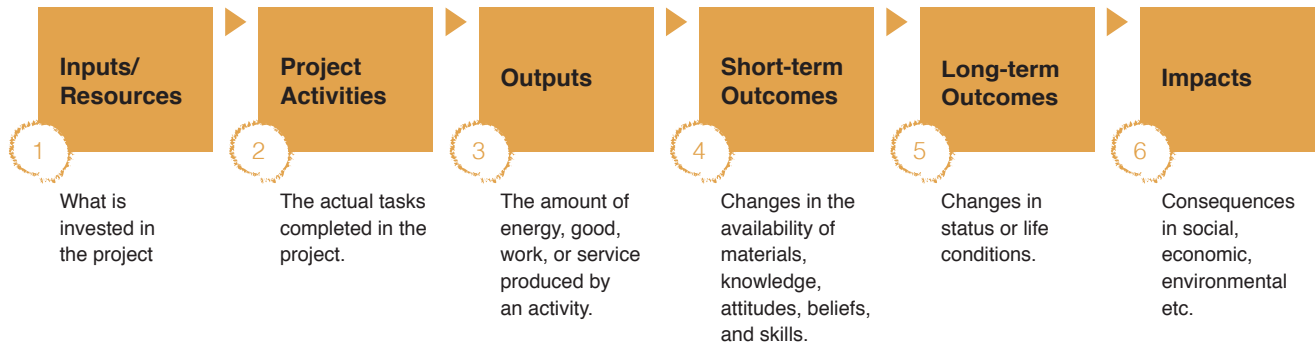 Inputs/
Resources
1
What is
invested in
the project
Project
Activities
2
The actual tasks
completed in the
project.
Outputs
3
The amount of
energy, good,
work, or service
produced by
an activity.
Short-term
Outcomes
4
Changes in the
availability of
materials,
knowledge,
attitudes, beliefs,
and skills.
Long-term
Outcomes
5
Changes in
status or life
conditions.
Impacts
6
Consequences
in social,
economic,
environmental
etc.